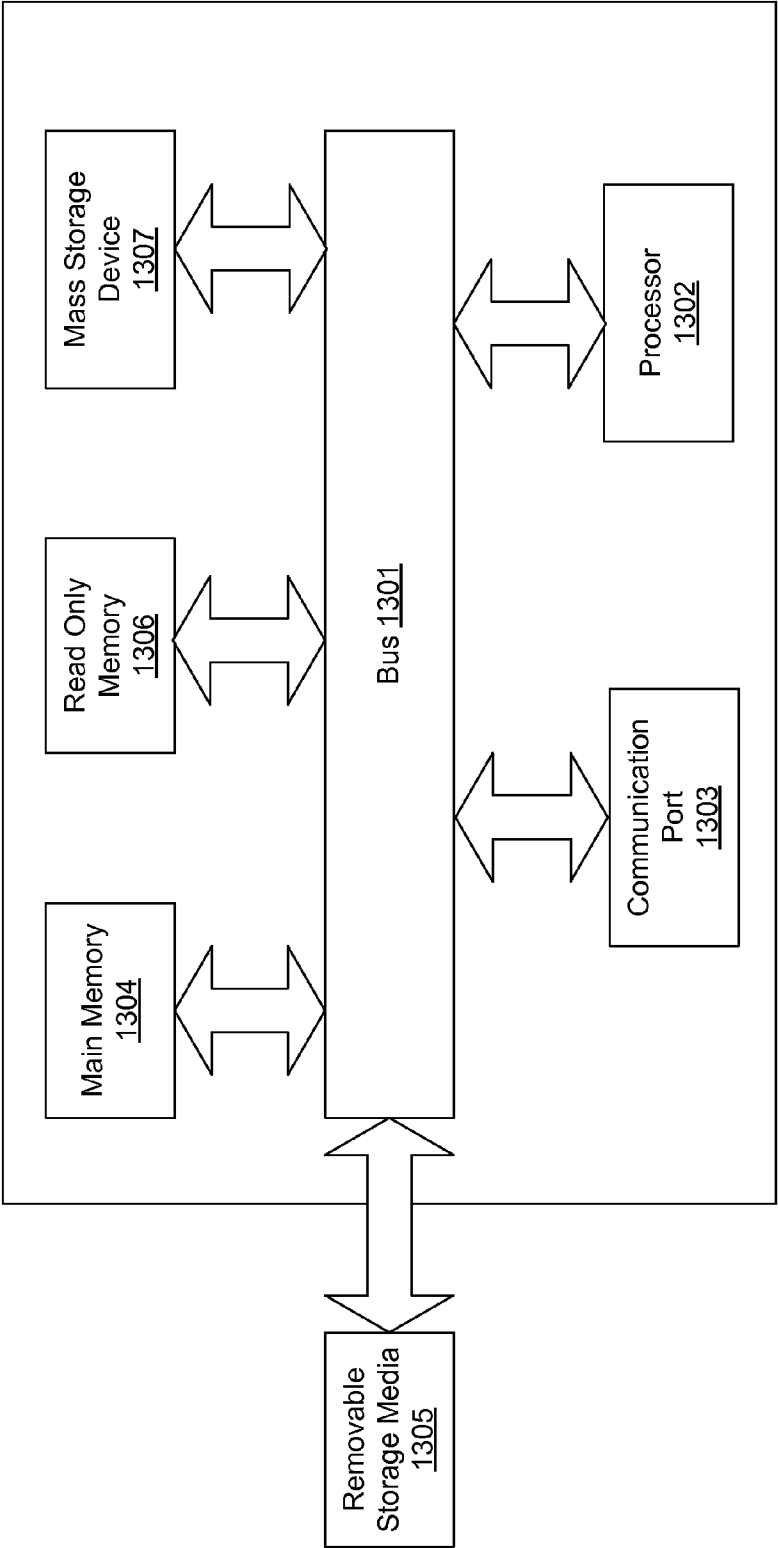 Main Memory
1304
Read Only
Memory
1306
Mass Storage
Device
1307
Removable
Storage Media
1305
Bus 1301
Communication
Port
1303
Processor
1302